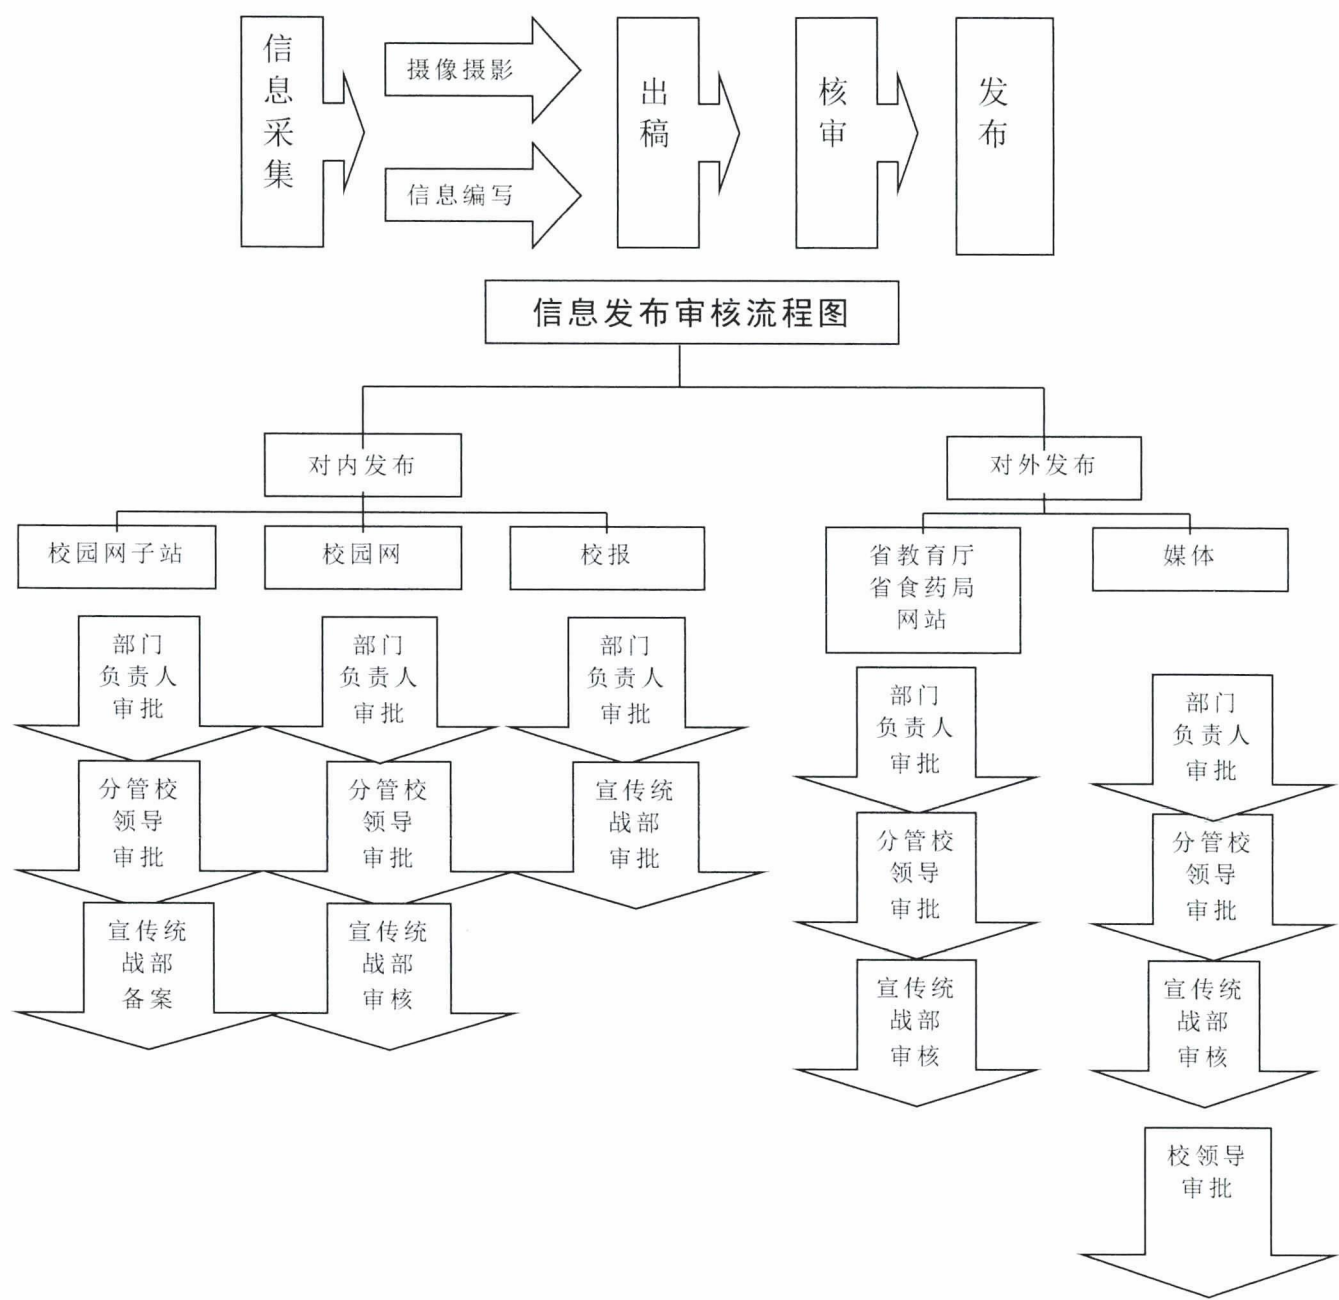 信
息
采
集
摄像摄影
信息编写
出
稿
核
审
发
布
信息发布审核流程图
对内发布
对外发布
校园网子站
校园网
校报
省教育厅
省食药局
网站
媒体
部门
负责人
审批
分管校
领导
审批
宣传统
战部
备案
部门
负责人
审批
分管校
领导
审批
宣传统
战部
审核
部门
负责人
审批
宣传统
战部
审批
部门
负责人
审批
分管校
领导
审批
宣传统
战部
审核
部门
负责人
审批
分管校
领导
审批
宣传统
战部
审核
校领导
审批